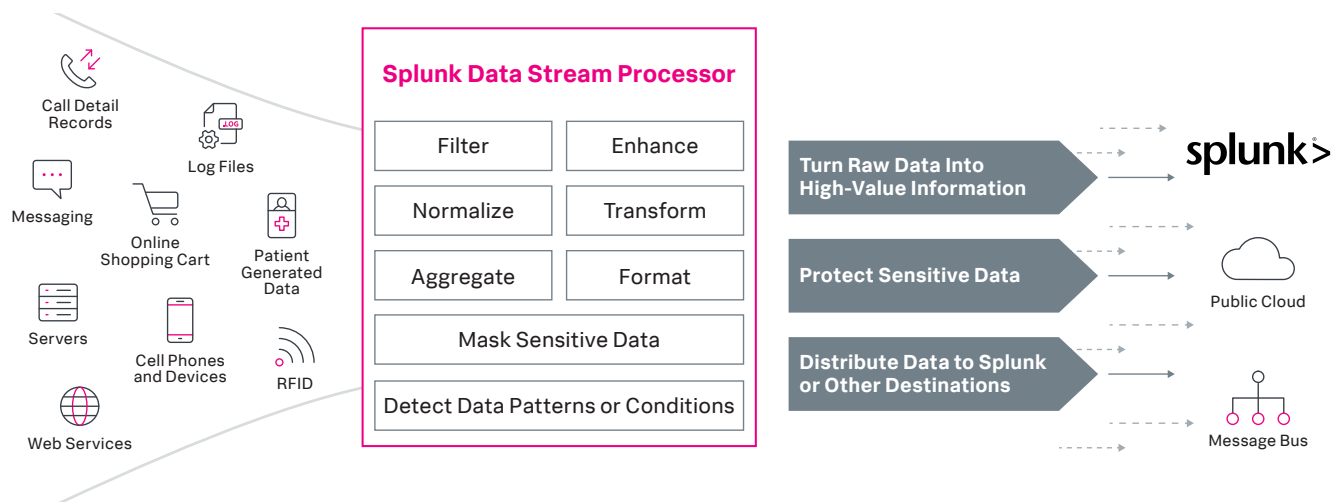 Call Detail
Records
.LOG
Log Files
Messaging
Online
Shopping Cart
Patient
Generated
Data
Servers
Cell Phones
and Devices
RFID
Web Services
Splunk Data Stream Processor
Filter
Enhance
Normalize
Transform
Aggregate
Format
Mask Sensitive Data
Detect Data Patterns or Conditions
Turn Raw Data Into
High-Value Information
Protect Sensitive Data
Distribute Data to Splunk
or Other Destinations
splunk>®
Public Cloud
Message Bus